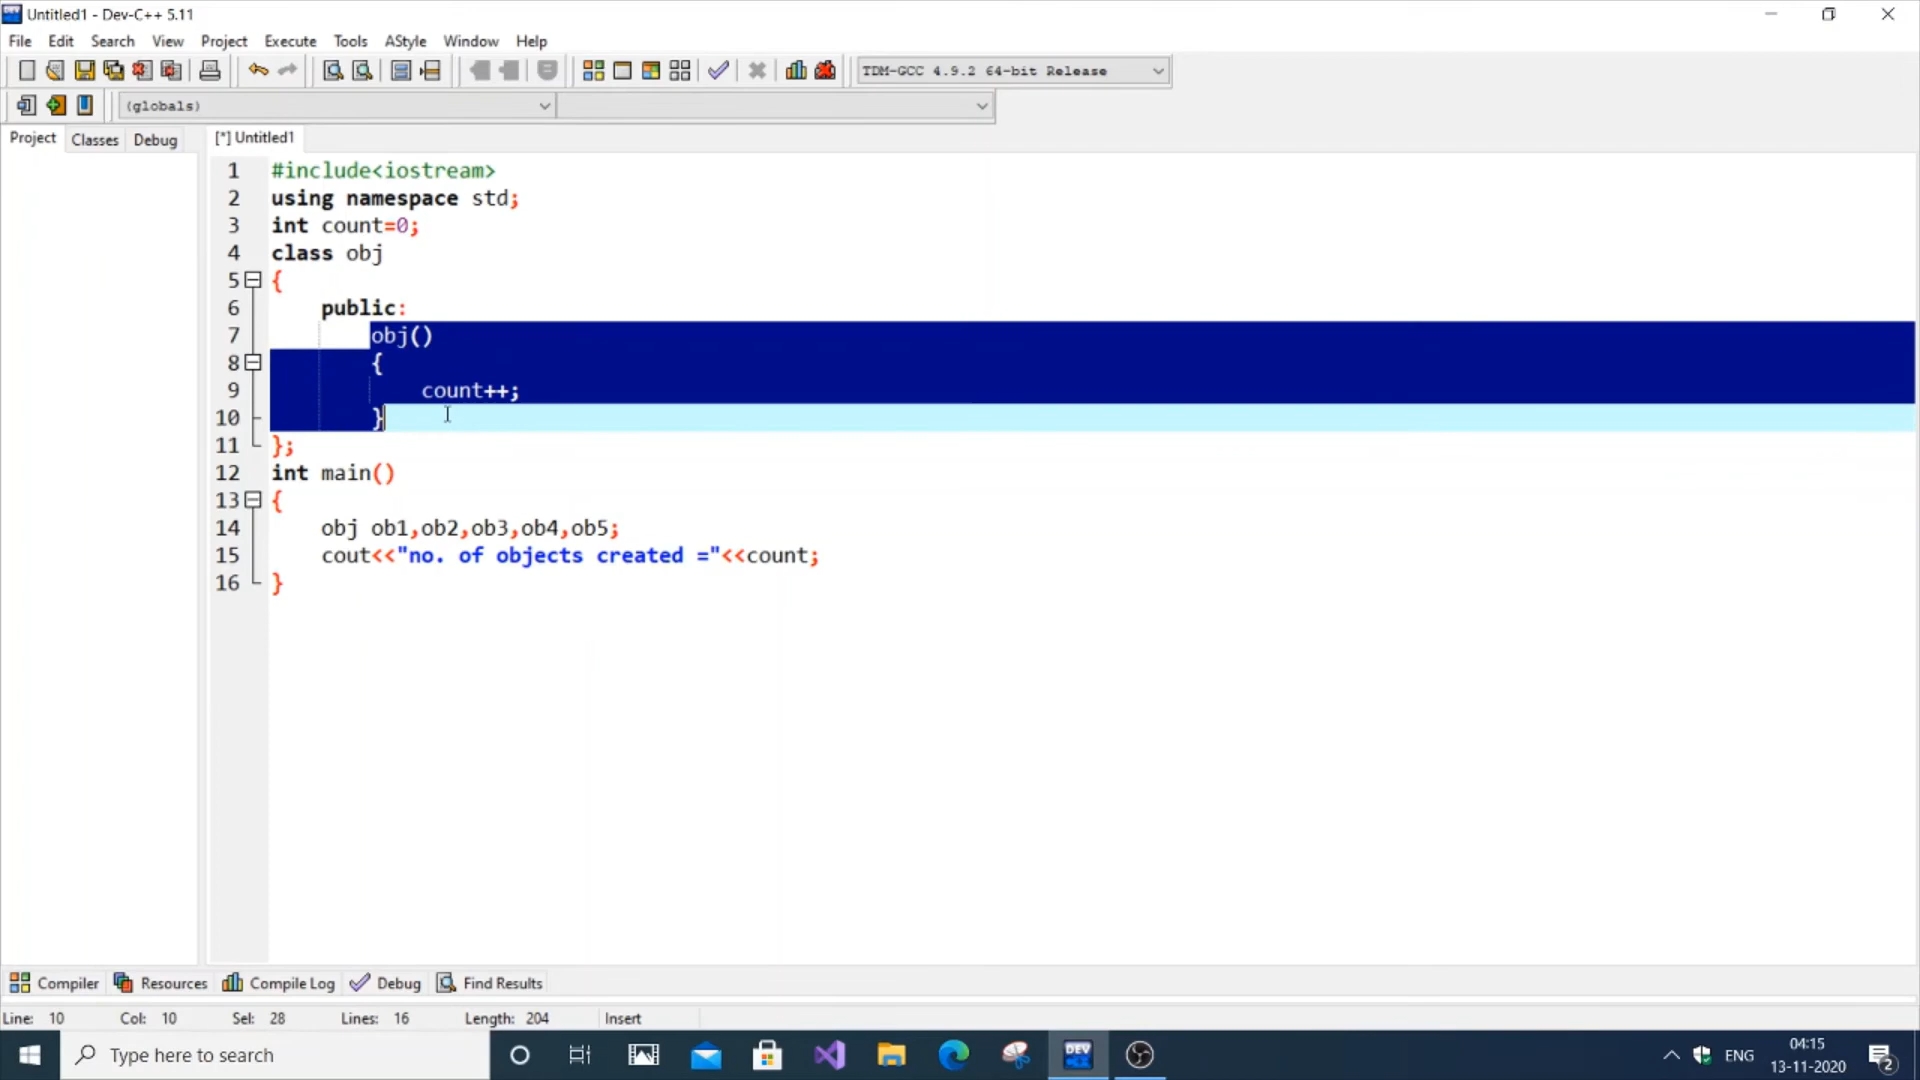 Untitled1 - Dev-C++ 5.11
File Edit Search View Project Execute Tools AStyle Window Help
TDM-GCC 4.9.2 64-bit Release
(globals)
Project Classes Debug [*] Untitled1
1 #include<iostream>
2 using namespace std;
3 int count=0;
4 class obj
5 {
6 public:
7 obj()
8 {
9 count++;
10 }
11 };
12 int main()
13 {
14 obj ob1,ob2,ob3,ob4,ob5;
15 cout<<"no. of objects created ="<<count;
16 }
Compiler Resources Compile Log Debug Find Results
Line: 10 Col: 10 Sel: 28 Lines: 16 Length: 204 Insert
Type here to search
DEV
ENG
04:15
13-11-2020
2